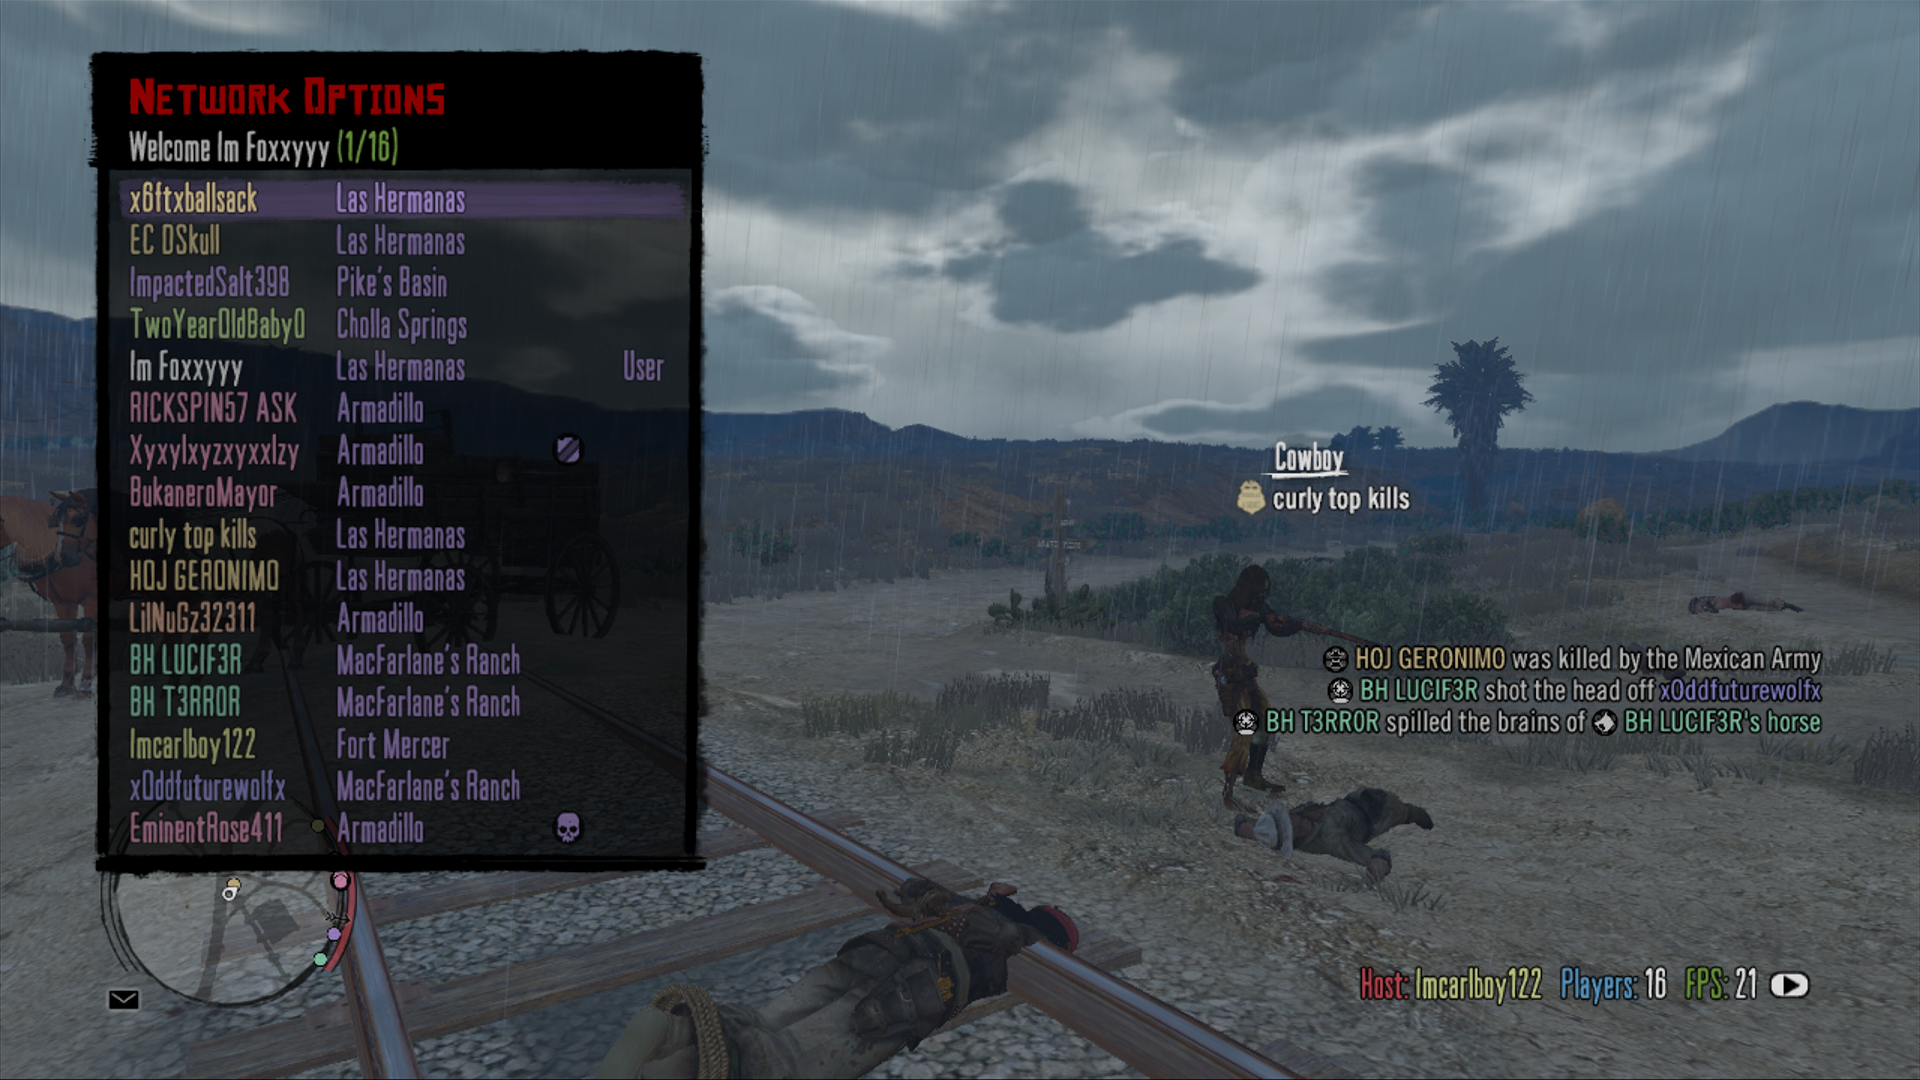 Network Options
Welcome Im Foxxyyy (1/16)
x6ftxballsack Las Hermanas
EC DSkull Las Hermanas
ImpactedSalt398 Pike's Basin
TwoYearOldBaby0 Cholla Springs
Im Foxxyyy Las Hermanas User
RICKSPIN57 ASK Armadillo
Xyxylxyzxyxxlzy Armadillo
BukaneroMayor Armadillo
curly top kills Las Hermanas
HOJ GERONIMO Las Hermanas
LilNuGz32311 Armadillo
BH LUCIF3R MacFarlane's Ranch
BH T3RROR MacFarlane's Ranch
Imcarlboy122 Fort Mercer
x0ddfuturewolfx MacFarlane's Ranch
EminentRose411 Armadillo
Cowboy
curly top kills
HOJ GERONIMO was killed by the Mexican Army
BH LUCIF3R shot the head off x0ddfuturewolfx
BH T3RROR spilled the brains of BH LUCIF3R's horse
Host: Imcarlboy122 Players: 16 FPS: 21